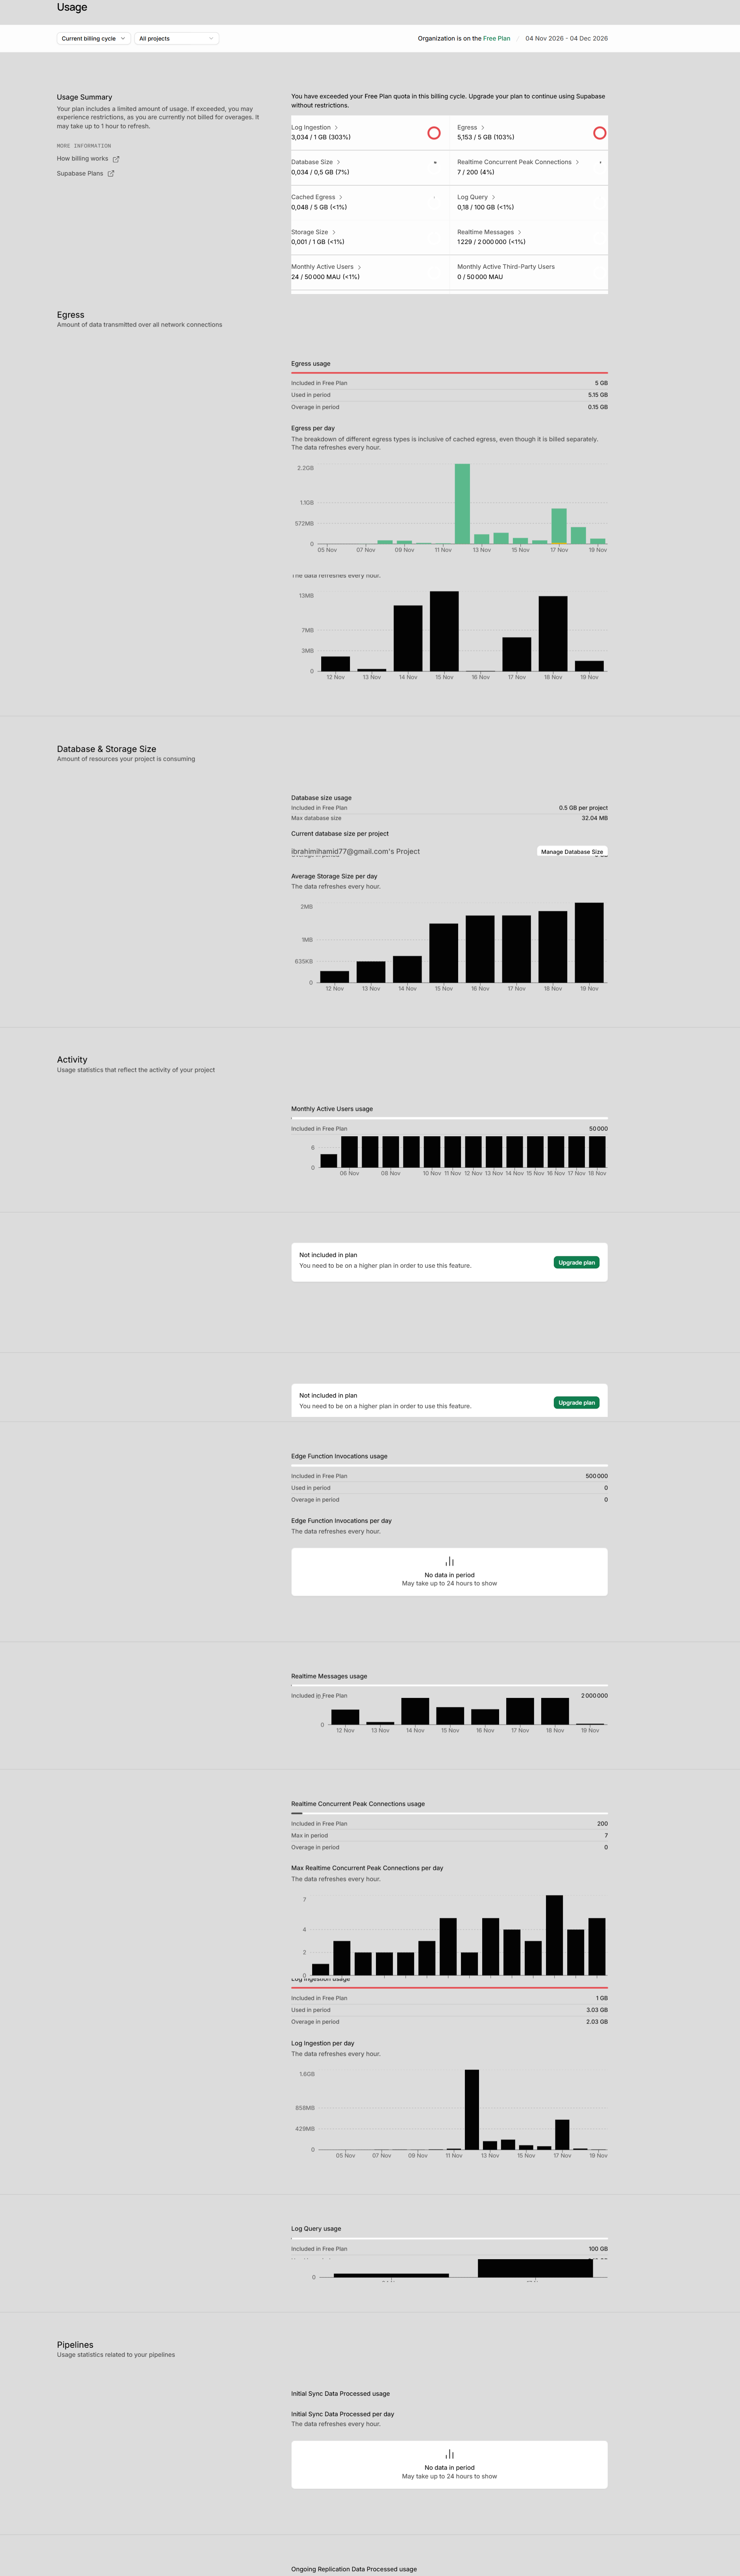 Usage
Current billing cycle
All projects
Organization is on the Free Plan / 04 Nov 2026 - 04 Dec 2026
Usage Summary
Your plan includes a limited amount of usage. If exceeded, you may
experience restrictions, as you are currently not billed for overages. It
may take up to 1 hour to refresh.
MORE INFORMATION
How billing works
Supabase Plans
You have exceeded your Free Plan quota in this billing cycle. Upgrade your plan to continue using Supabase
without restrictions.
Log Ingestion
3,034 / 1 GB (303%)
Egress
5,153 / 5 GB (103%)
Database Size
0,034 / 0,5 GB (7%)
Realtime Concurrent Peak Connections
7 / 200 (4%)
Cached Egress
0,048 / 5 GB (<1%)
Log Query
0,18 / 100 GB (<1%)
Storage Size
0,001 / 1 GB (<1%)
Realtime Messages
1 229 / 2 000 000 (<1%)
Monthly Active Users
24 / 50 000 MAU (<1%)
Monthly Active Third-Party Users
0 / 50 000 MAU
Egress
Amount of data transmitted over all network connections
Egress usage
Included in Free Plan 5 GB
Used in period 5.15 GB
Overage in period 0.15 GB
Egress per day
The breakdown of different egress types is inclusive of cached egress, even though it is billed separately.
The data refreshes every hour.
2.2GB
1.1GB
572MB
0
05 Nov 07 Nov 09 Nov 11 Nov 13 Nov 15 Nov 17 Nov 19 Nov
The data refreshes every hour.
13MB
7MB
3MB
0
12 Nov 13 Nov 14 Nov 15 Nov 16 Nov 17 Nov 18 Nov 19 Nov
Database & Storage Size
Amount of resources your project is consuming
Database size usage
Included in Free Plan 0.5 GB per project
Max database size 32.04 MB
Current database size per project
ibrahimihamid77@gmail.com's Project
Manage Database Size
Overage in period 0 GB
Average Storage Size per day
The data refreshes every hour.
2MB
1MB
635KB
0
12 Nov 13 Nov 14 Nov 15 Nov 16 Nov 17 Nov 18 Nov 19 Nov
Activity
Usage statistics that reflect the activity of your project
Monthly Active Users usage
Included in Free Plan 50 000
6
0
06 Nov 08 Nov 10 Nov 11 Nov 12 Nov 13 Nov 14 Nov 15 Nov 16 Nov 17 Nov 18 Nov
Not included in plan
You need to be on a higher plan in order to use this feature.
Upgrade plan
Not included in plan
You need to be on a higher plan in order to use this feature.
Upgrade plan
Edge Function Invocations usage
Included in Free Plan 500 000
Used in period 0
Overage in period 0
Edge Function Invocations per day
The data refreshes every hour.
No data in period
May take up to 24 hours to show
Realtime Messages usage
Included in Free Plan 2 000 000
0
12 Nov 13 Nov 14 Nov 15 Nov 16 Nov 17 Nov 18 Nov 19 Nov
Realtime Concurrent Peak Connections usage
Included in Free Plan 200
Max in period 7
Overage in period 0
Max Realtime Concurrent Peak Connections per day
The data refreshes every hour.
7
4
2
0
Log Ingestion usage
Included in Free Plan 1 GB
Used in period 3.03 GB
Overage in period 2.03 GB
Log Ingestion per day
The data refreshes every hour.
1.6GB
858MB
429MB
0
05 Nov 07 Nov 09 Nov 11 Nov 13 Nov 15 Nov 17 Nov 19 Nov
Log Query usage
Included in Free Plan 100 GB
0
Pipelines
Usage statistics related to your pipelines
Initial Sync Data Processed usage
Initial Sync Data Processed per day
The data refreshes every hour.
No data in period
May take up to 24 hours to show
Ongoing Replication Data Processed usage